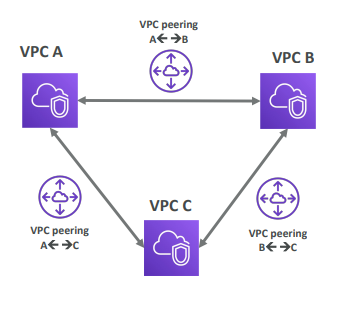 VPC peering
A🡨 🡪B
VPC A
VPC B
VPC C
VPC peering
A🡨 🡪C
VPC peering
B🡨 🡪C